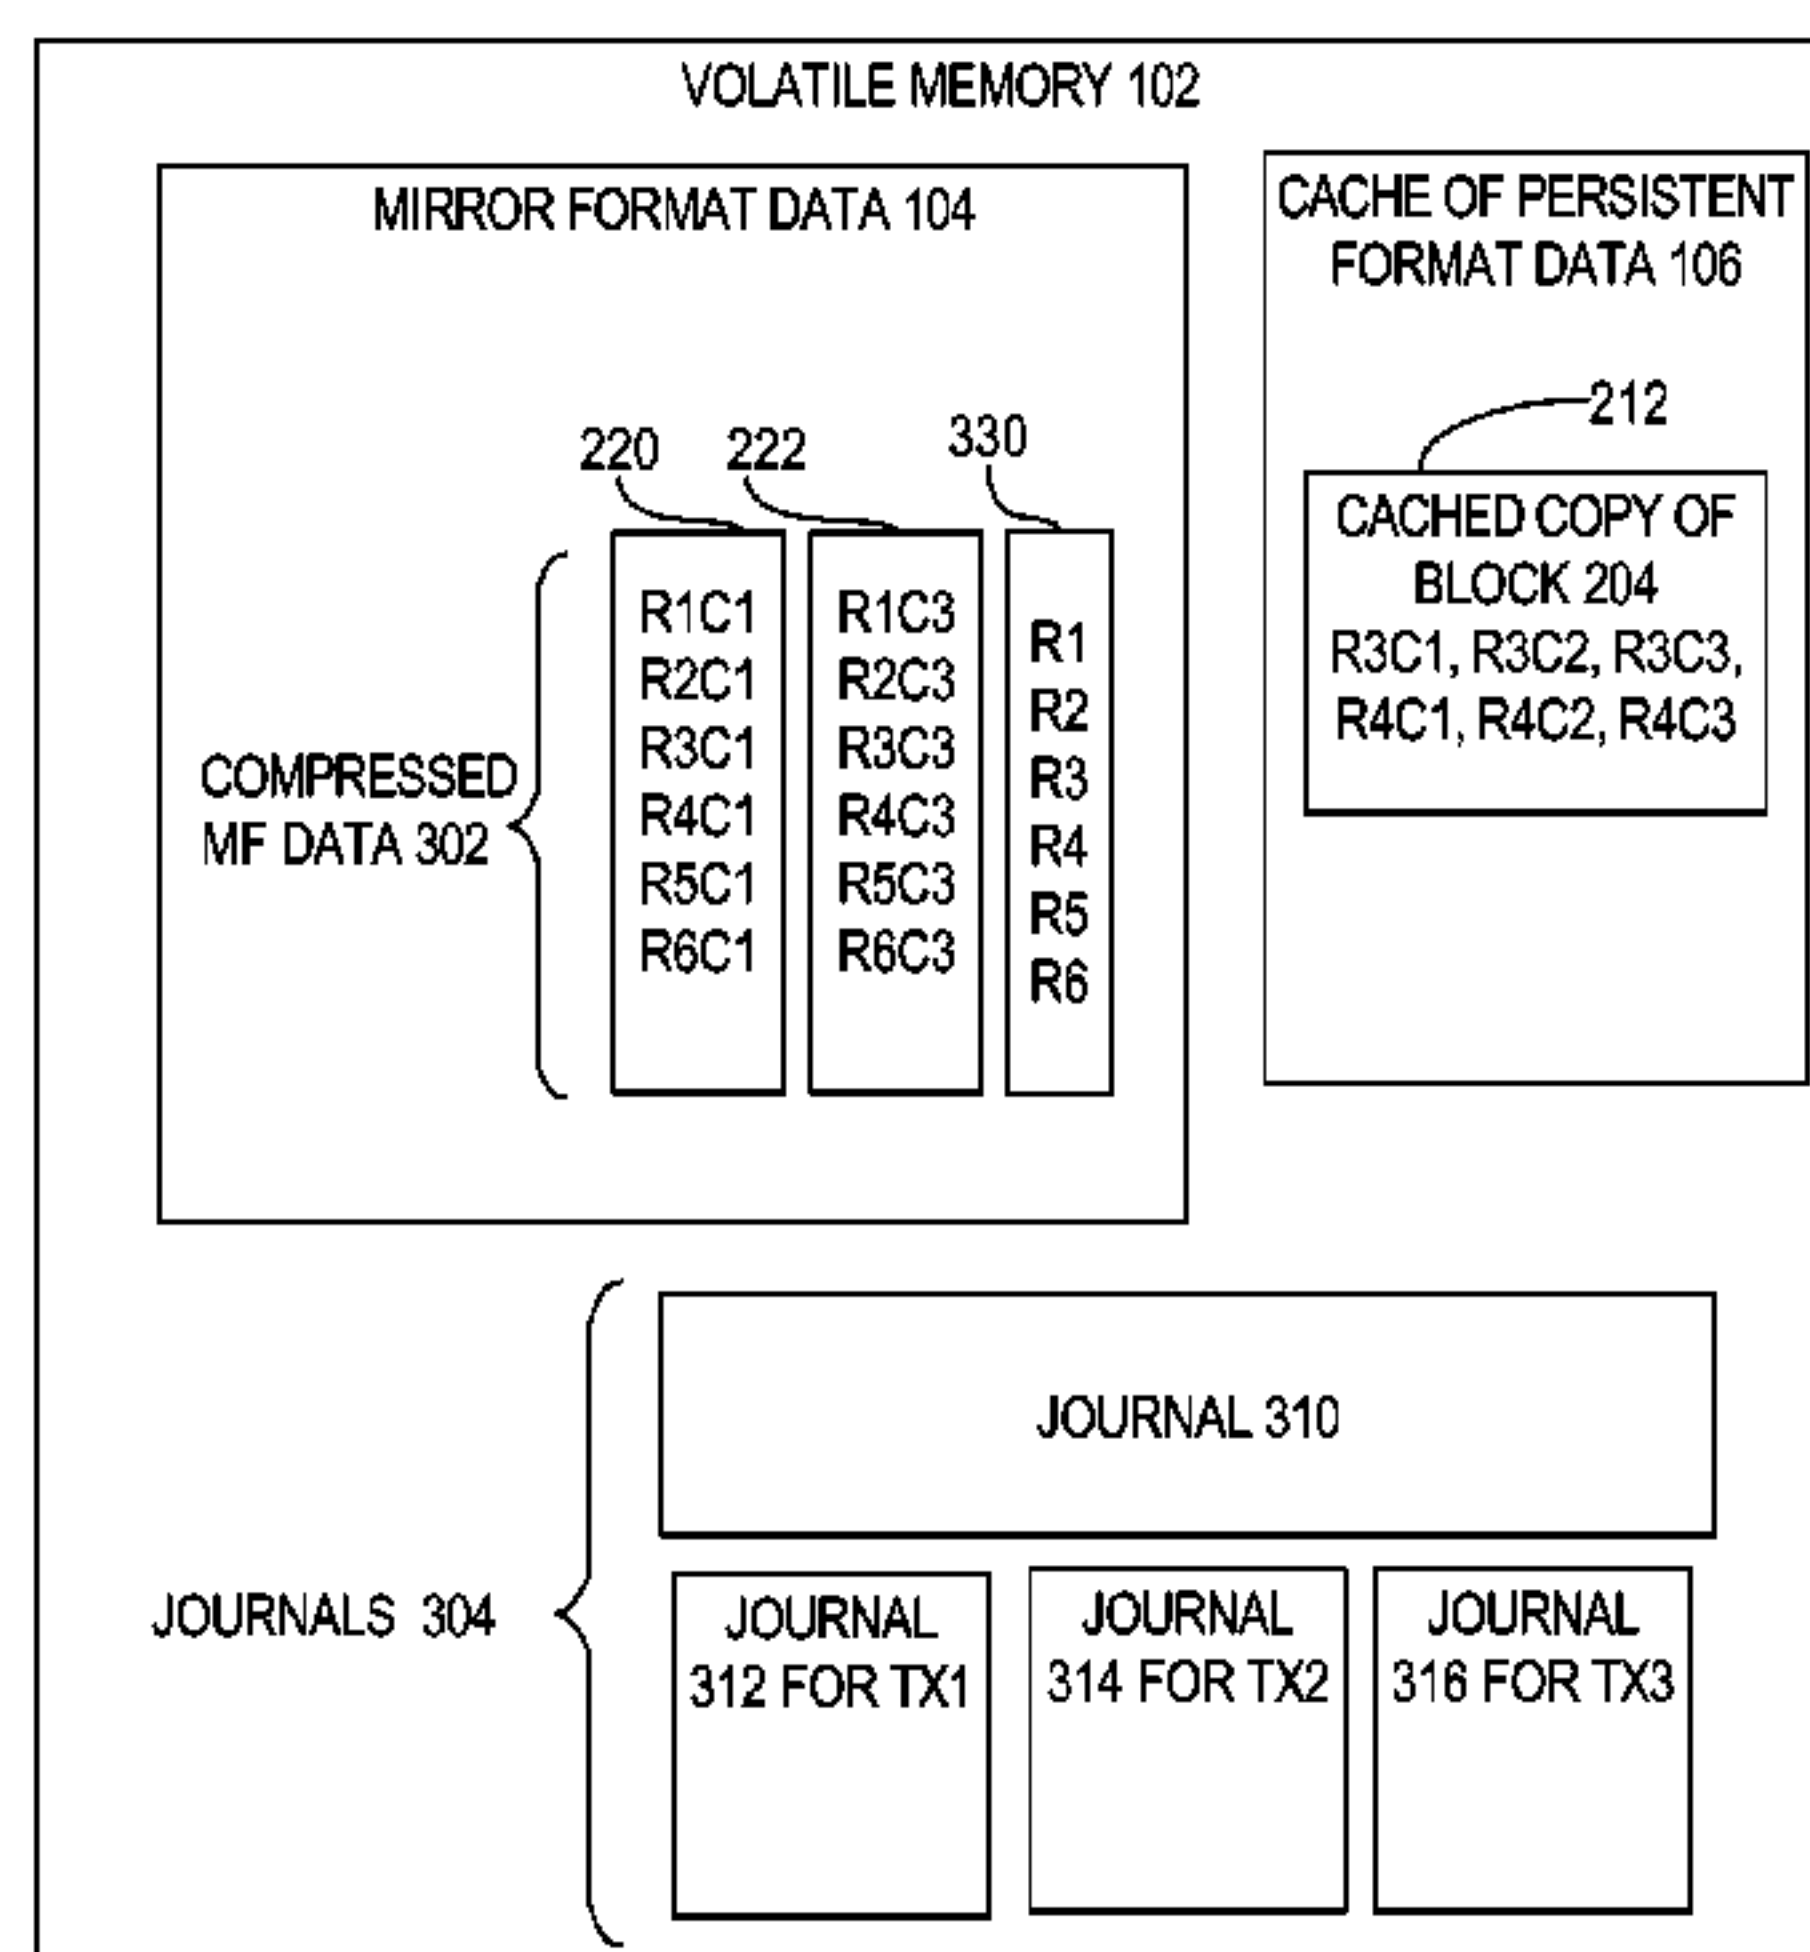 VOLATILE MEMORY 102
MIRROR FORMAT DATA 104
220
222
330
COMPRESSED
MF DATA 302
R1C1
R2C1
R3C1
R4C1
R5C1
R6C1
R1C3
R2C3
R3C3
R4C3
R5C3
R6C3
R1
R2
R3
R4
R5
R6
CACHE OF PERSISTENT
FORMAT DATA 106
212
CACHED COPY OF
BLOCK 204
R3C1, R3C2, R3C3,
R4C1, R4C2, R4C3
JOURNALS 304
JOURNAL 310
JOURNAL
312 FOR TX1
JOURNAL
314 FOR TX2
JOURNAL
316 FOR TX3